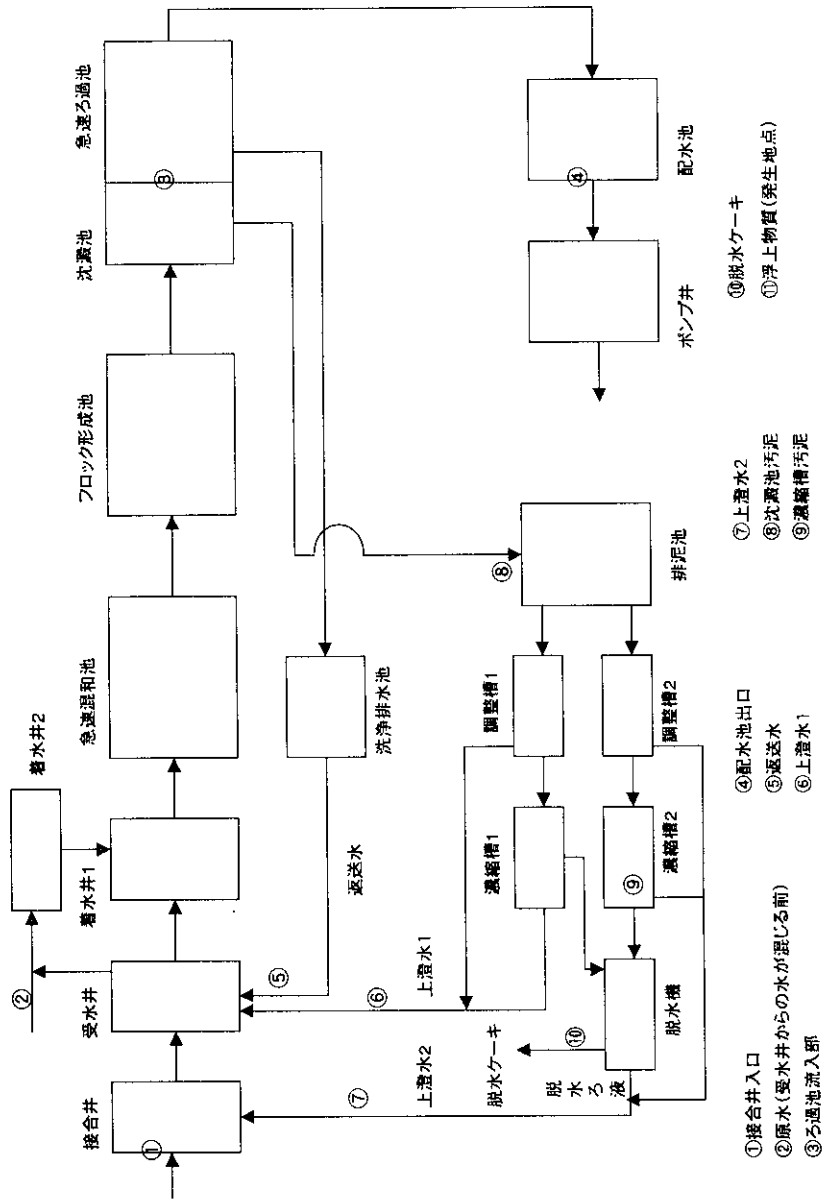 着水井2
②
接合井
受水井
着水井1
急速混和池
フロック形成池
沈澱池
急速ろ過池
①
③
⑤
返送水
洗浄排水池
⑥
上澄水1
⑦
上澄水2
⑧
排泥池
調整槽1
調整槽2
濃縮槽1
濃縮槽2
⑨
脱水機
⑩
脱水ケーキ
脱水ろ液
④
配水池
ポンプ井
①接合井入口
②原水(受水井からの水が混じる前)
③ろ過池流入部
④配水池出口
⑤返送水
⑥上澄水1
⑦上澄水2
⑧沈澱池汚泥
⑨濃縮槽汚泥
⑩脱水ケーキ
⑪浮上物質(発生地点)